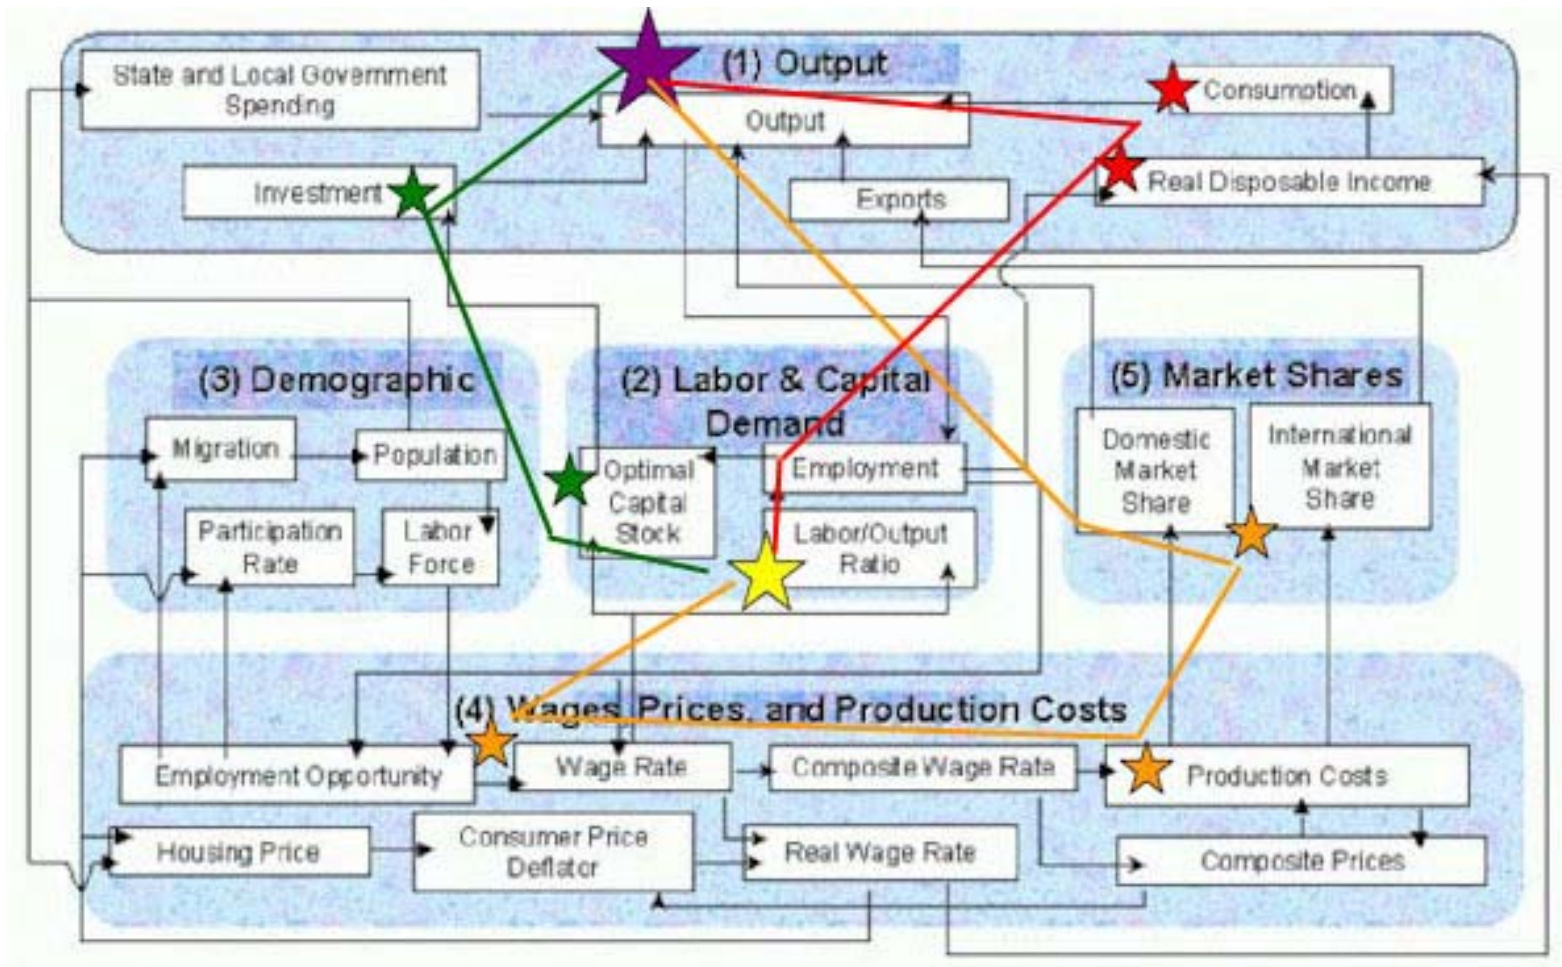 (1) Output
State and Local Government
Spending
Output
Consumption
Investment
Exports
Real Disposable Income
(3) Demographic
(2) Labor & Capital
Demand
(5) Market Shares
Migration
Population
Optimal
Capital
Stock
Employment
Domestic
Market
Share
International
Market
Share
Participation
Rate
Labor
Force
Labor/Output
Ratio
(4) Wages, Prices, and Production Costs
Employment Opportunity
Wage Rate
Composite Wage Rate
Production Costs
Housing Price
Consumer Price
Deflator
Real Wage Rate
Composite Prices